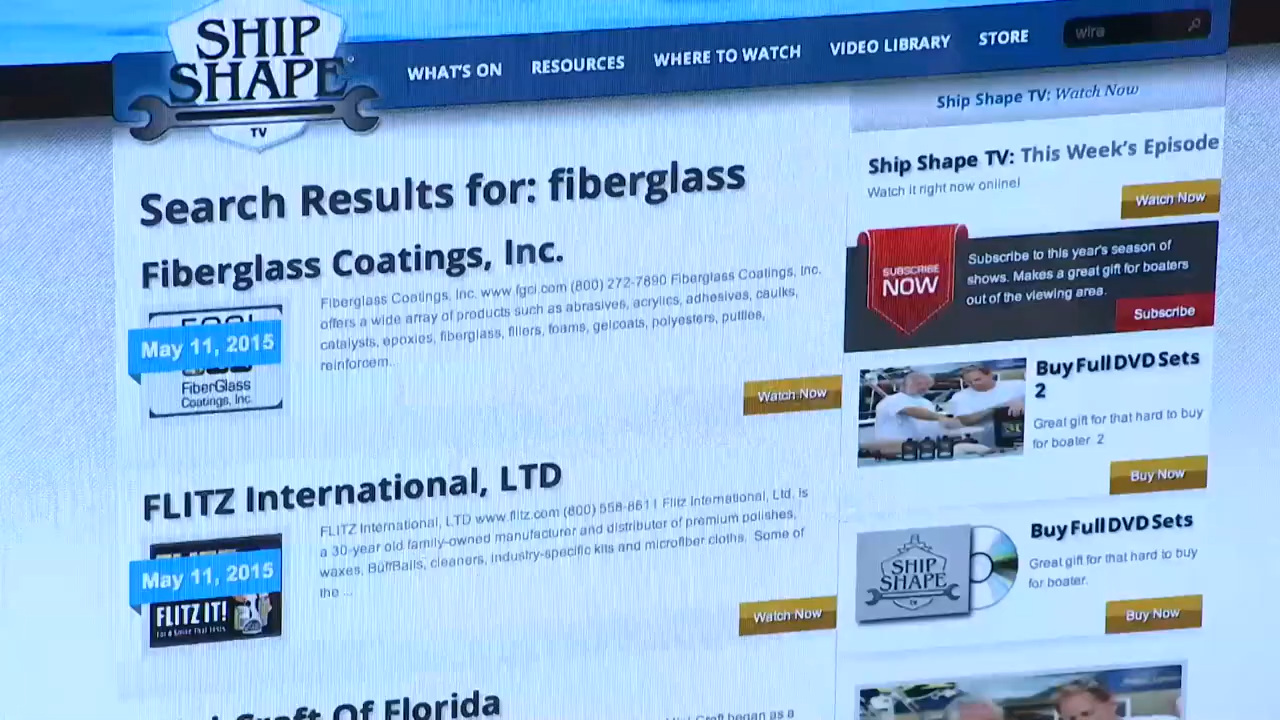 SHIP
SHAPE
TV
WHAT'S ON
RESOURCES
WHERE TO WATCH
VIDEO LIBRARY
STORE
wire
Search Results for: fiberglass
Fiberglass Coatings, Inc.
May 11, 2015
FiberGlass
Coatings, Inc.
Fiberglass Coatings, Inc. www.fgci.com (800) 272-7890 Fiberglass Coatings, Inc.
offers a wide array of products such as abrasives, acrylics, adhesives, caulks,
catalysts, epoxies, fiberglass, fillers, foams, gelcoats, polyesters, putties,
reinforcem...
Watch Now
FLITZ International, LTD
May 11, 2015
FLITZ IT!
FLITZ International, LTD www.flitz.com (800) 558-8611 Flitz International, Ltd. is
a 30-year old family-owned manufacturer and distributor of premium polishes,
waxes, BuffBalls, cleaners, industry-specific kits and microfiber cloths. Some of
the ...
Watch Now
Craft Of Florida
began as a
Ship Shape TV: Watch Now
Ship Shape TV: This Week's Episode
Watch it right now online!
Watch Now
SUBSCRIBE
NOW
Subscribe to this year's season of
shows. Makes a great gift for boaters
out of the viewing area.
Subscribe
Buy Full DVD Sets
2
Great gift for that hard to buy
for boater 2
Buy Now
SHIP
SHAPE
TV
Buy Full DVD Sets
Great gift for that hard to buy
for boater.
Buy Now